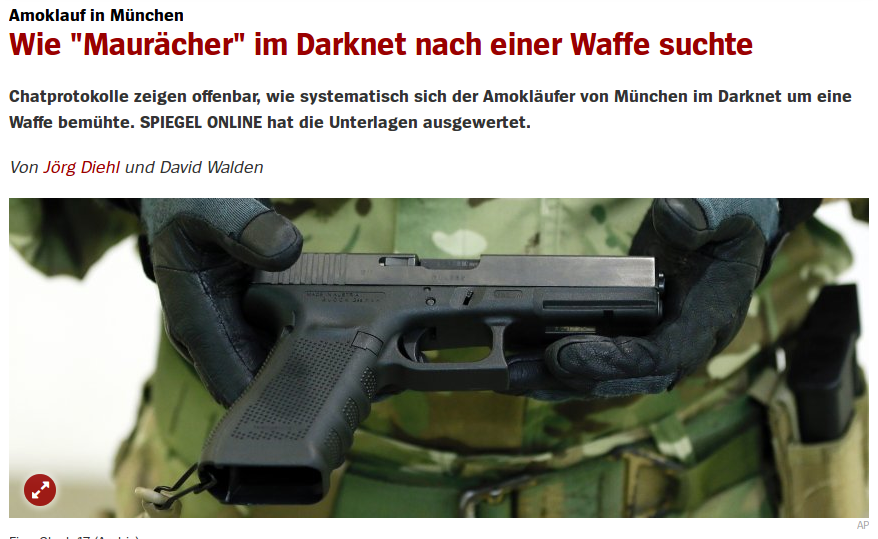 Amoklauf in München
Wie "Maurächer" im Darknet nach einer Waffe suchte
Chatprotokolle zeigen offenbar, wie systematisch sich der Amokläufer von München im Darknet um eine
Waffe bemühte. SPIEGEL ONLINE hat die Unterlagen ausgewertet.
Von Jörg Diehl und David Walden
AP